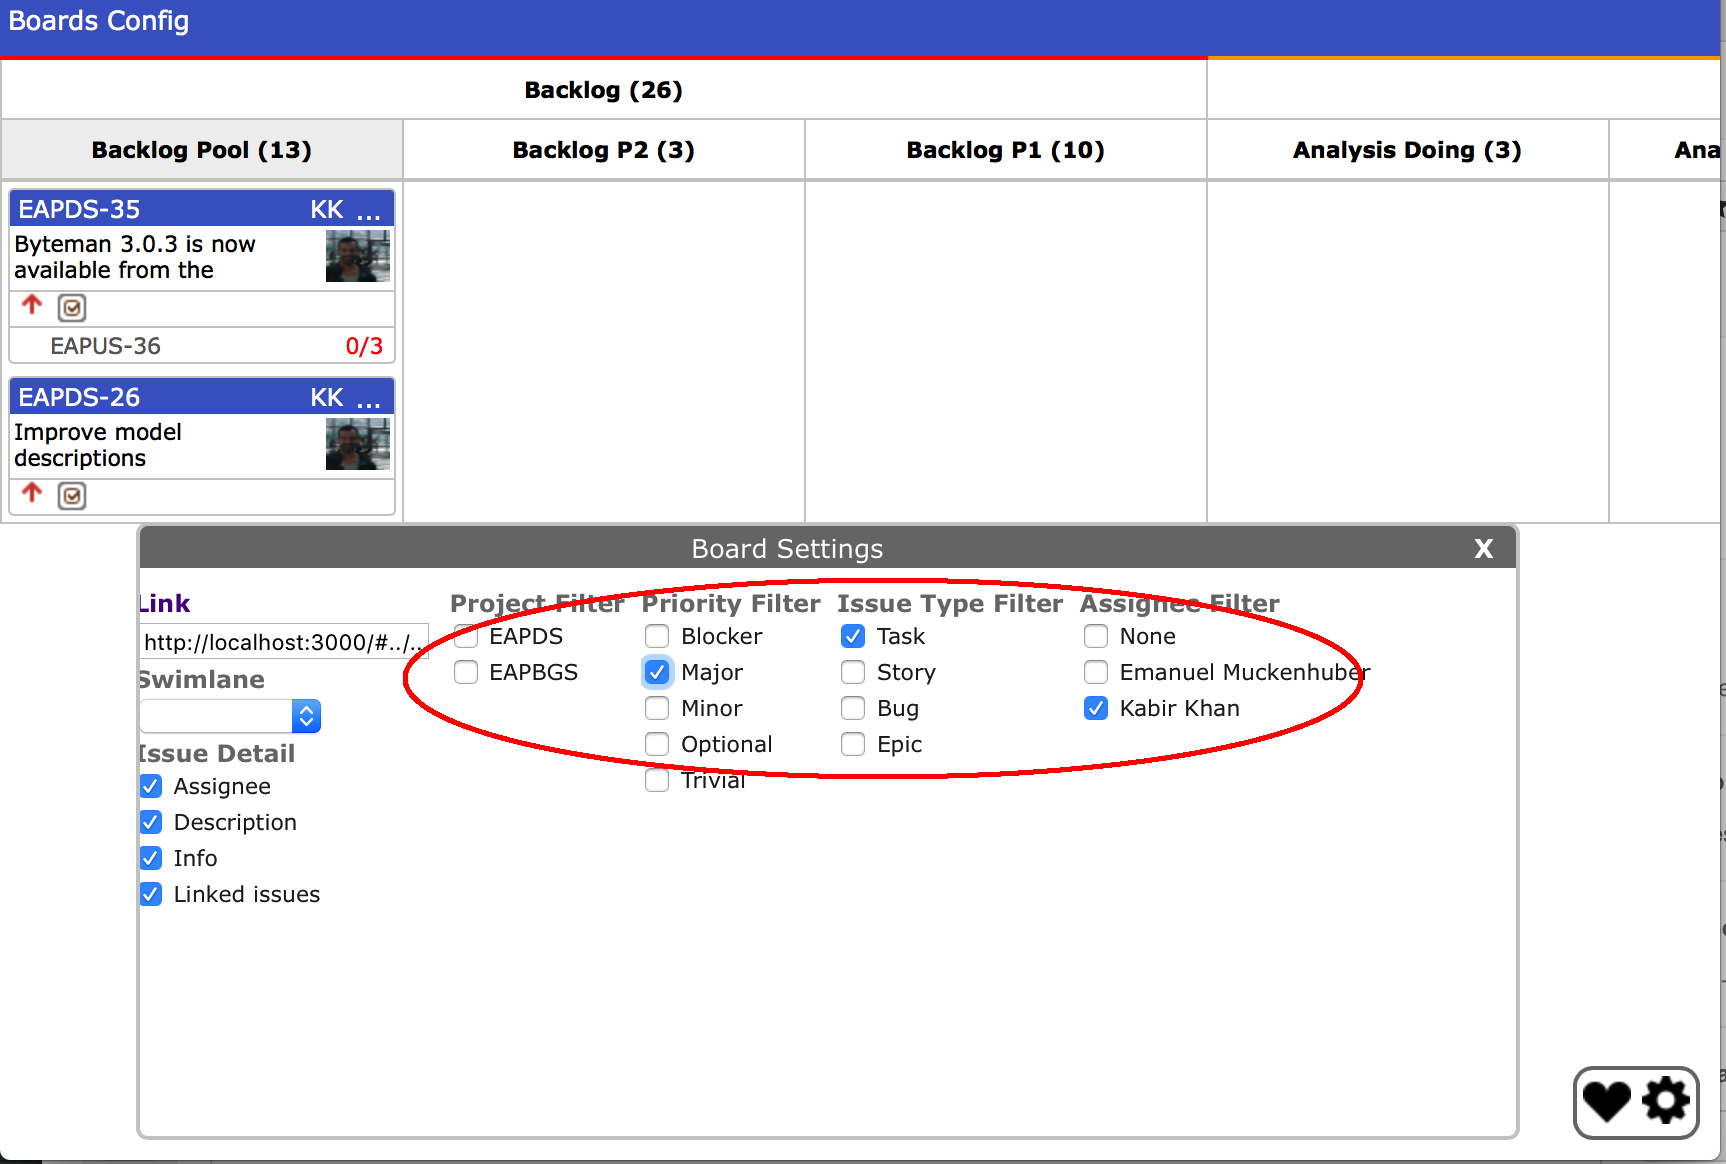 Boards Config
Backlog (26)
Backlog Pool (13)
Backlog P2 (3)
Backlog P1 (10)
Analysis Doing (3)
Ana
EAPDS-35 KK ...
Byteman 3.0.3 is now
available from the
EAPUS-36 0/3
EAPDS-26 KK ...
Improve model
descriptions
Board Settings X
Link
http://localhost:3000/#../..
Swimlane
Issue Detail
Assignee
Description
Info
Linked issues
Project Filter
EAPDS
EAPBGS
Priority Filter
Blocker
Major
Minor
Optional
Trivial
Issue Type Filter
Task
Story
Bug
Epic
Assignee Filter
None
Emanuel Muckenhuber
Kabir Khan